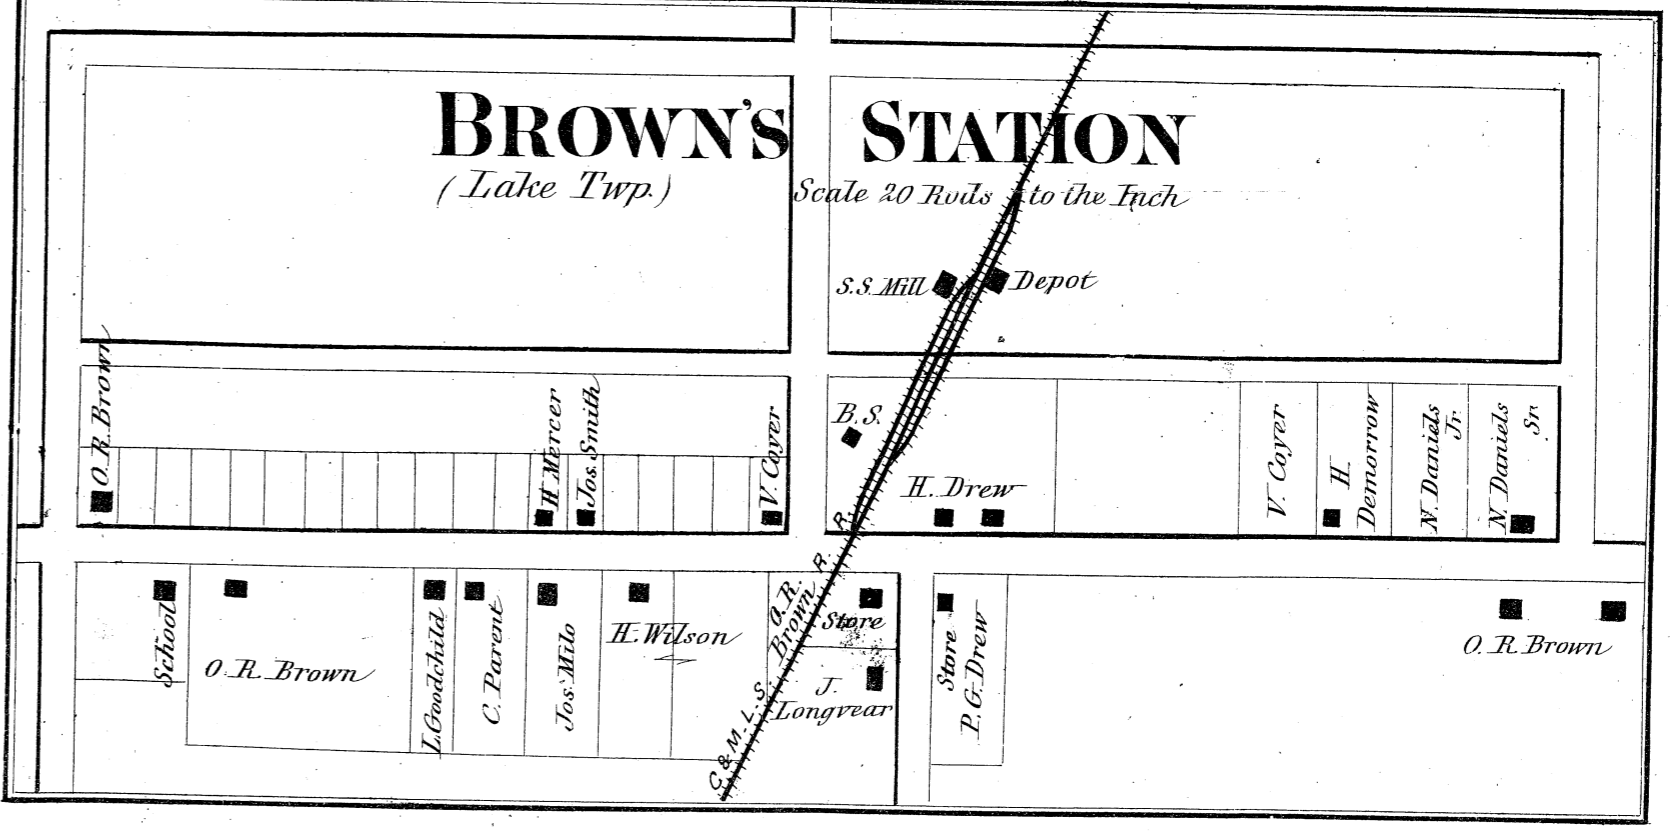 BROWN'S STATION
(Lake Twp.)
Scale 20 Rods to the Inch
S.S. Mill
Depot
O. R. Brown
H. Mercer
Jos. Smith
V. Coyer
B.S.
H. Drew
V. Coyer
H.
Demorrow
N. Daniels
Jr.
N. Daniels
Sr.
School
O. R. Brown
L. Goodchild
C. Parent
Jos. Milo
H. Wilson
O. R.
Brown
Store
J.
Longyear
C. & M. L. S. R. R.
Store
P. G. Drew
O. R. Brown